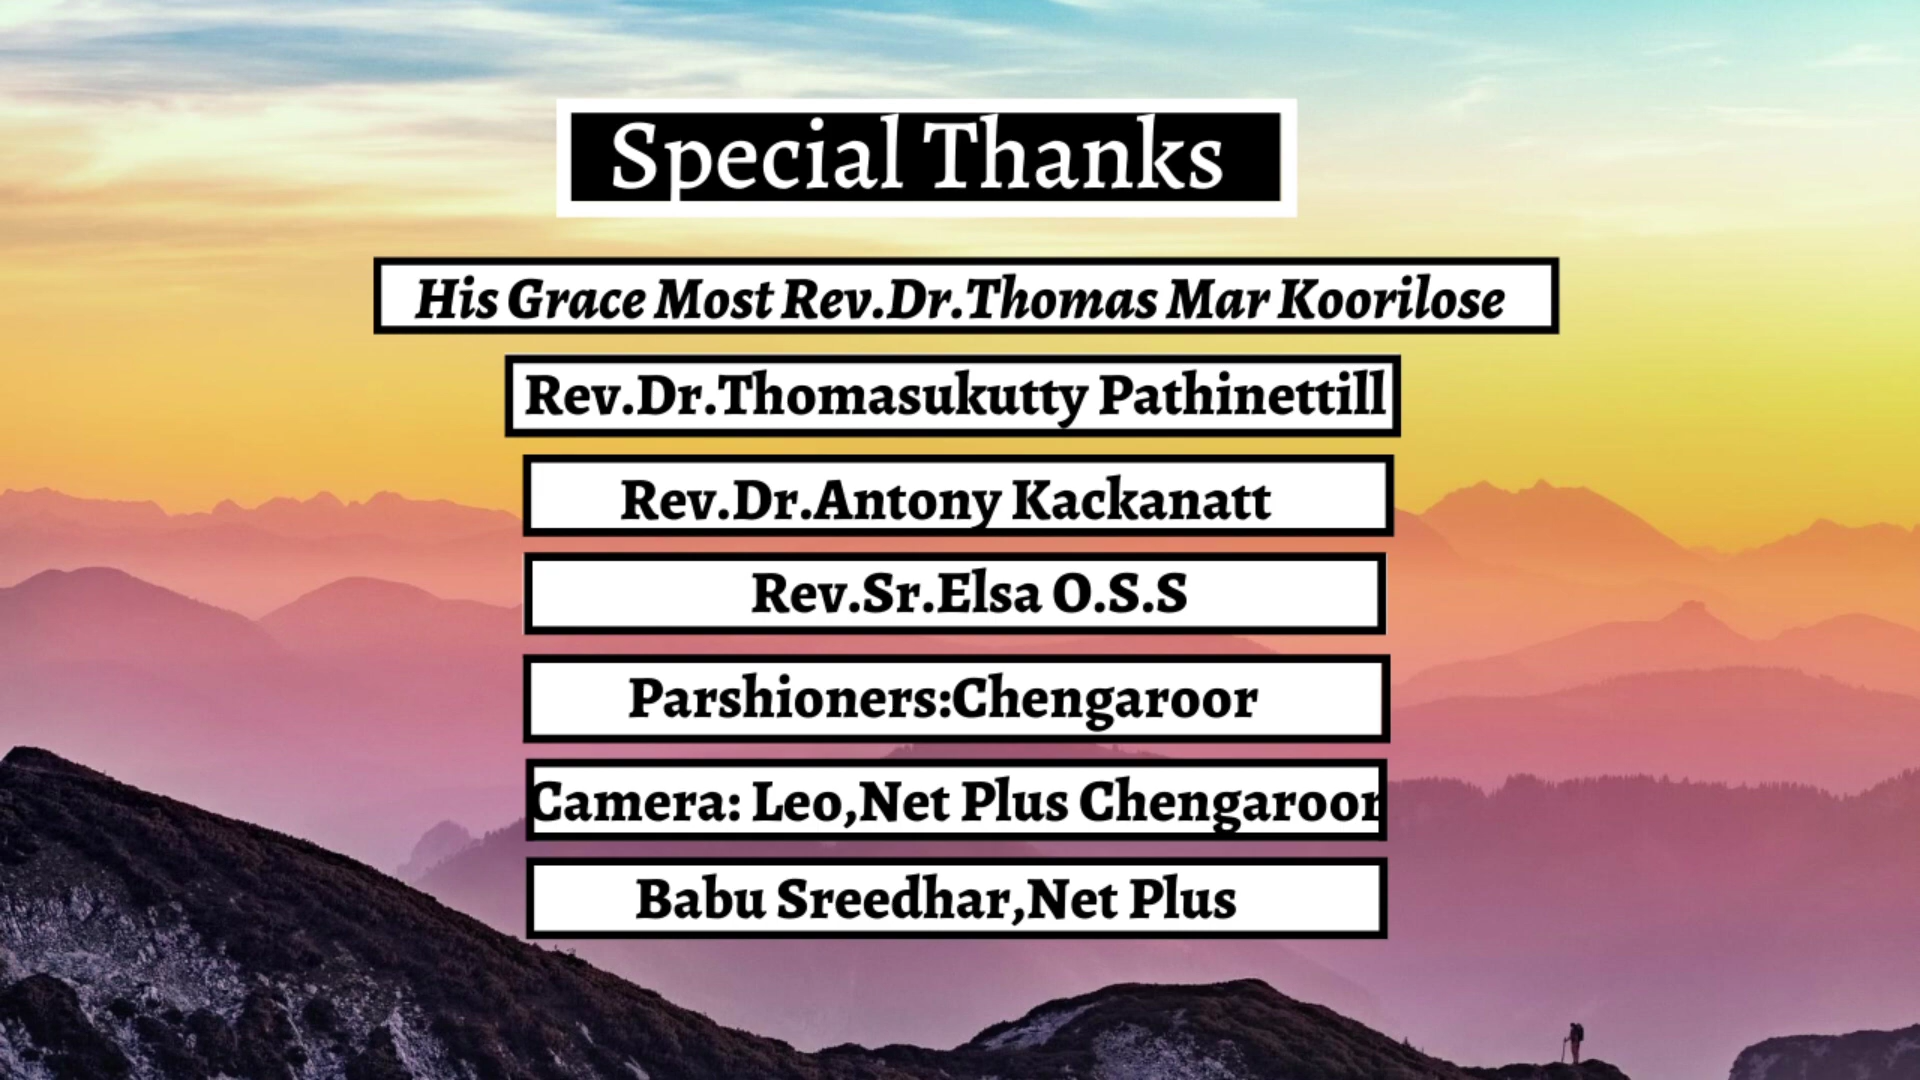 Special Thanks
His Grace Most Rev.Dr.Thomas Mar Koorilose
Rev.Dr.Thomasukutty Pathinettill
Rev.Dr.Antony Kackanatt
Rev.Sr.Elsa O.S.S
Parshioners:Chengaroor
Camera: Leo,Net Plus Chengaroor
Babu Sreedhar,Net Plus